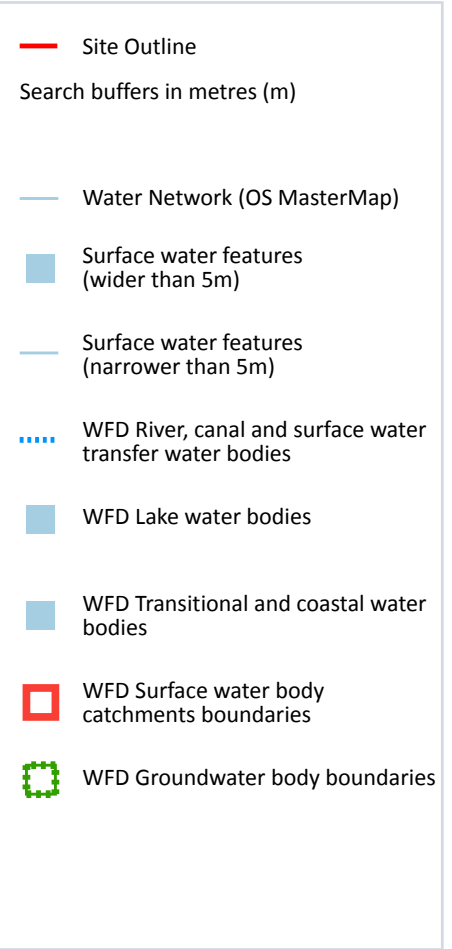 Site Outline
Search buffers in metres (m)
Water Network (OS MasterMap)
Surface water features
(wider than 5m)
Surface water features
(narrower than 5m)
WFD River, canal and surface water
transfer water bodies
WFD Lake water bodies
WFD Transitional and coastal water
bodies
WFD Surface water body
catchments boundaries
WFD Groundwater body boundaries